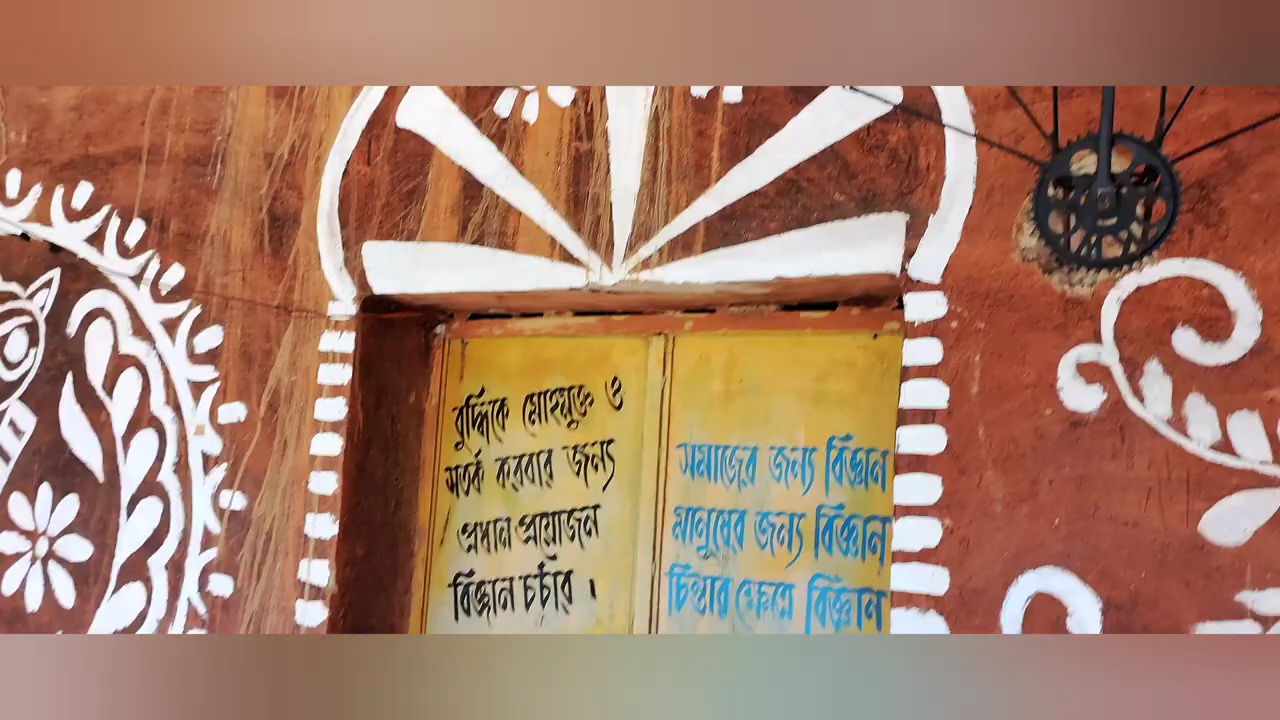 বুদ্ধিকে মোহমুক্ত ও
সতর্ক করবার জন্য
প্রধান প্রয়োজন
বিজ্ঞান চর্চার ।
সমাজের জন্য বিজ্ঞান
মানুষের জন্য বিজ্ঞান
চিন্তার ক্ষেত্রে বিজ্ঞান